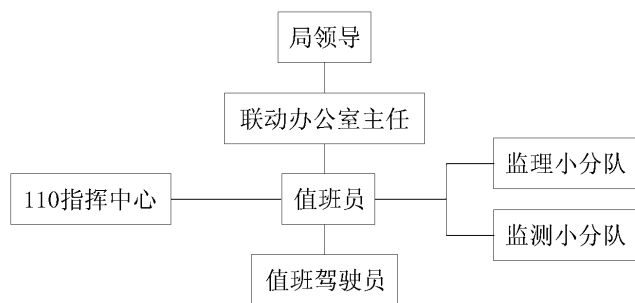 局领导
联动办公室主任
监理小分队
110指挥中心
值班员
监测小分队
值班驾驶员